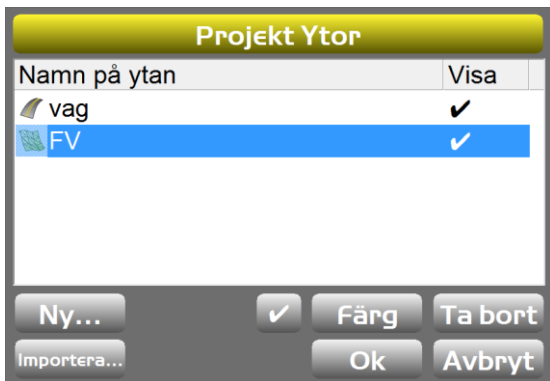 Projekt Ytor
Namn på ytan Visa
vag ✔
FV ✔
Ny... ✔ Färg Ta bort
Importera... Ok Avbryt